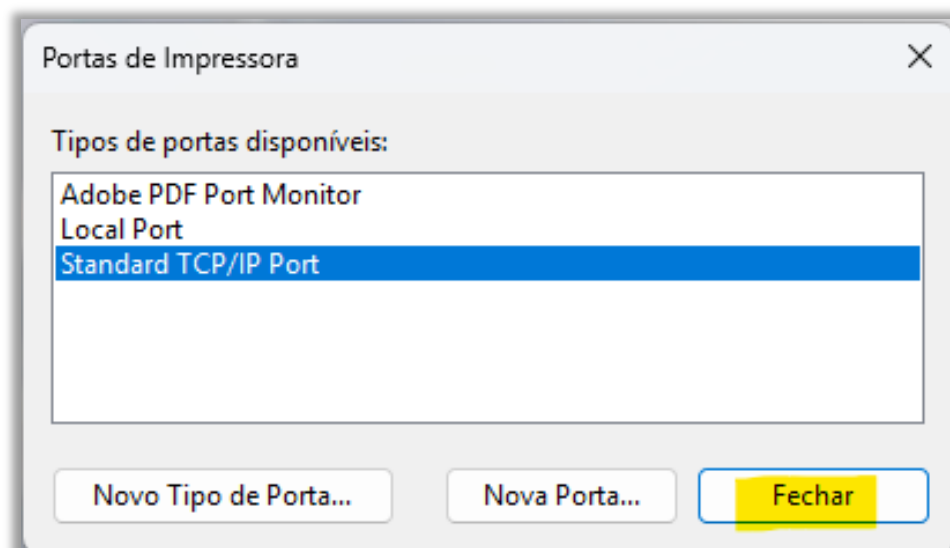 Portas de Impressora
Tipos de portas disponíveis:
Adobe PDF Port Monitor
Local Port
Standard TCP/IP Port
Novo Tipo de Porta... Nova Porta... Fechar